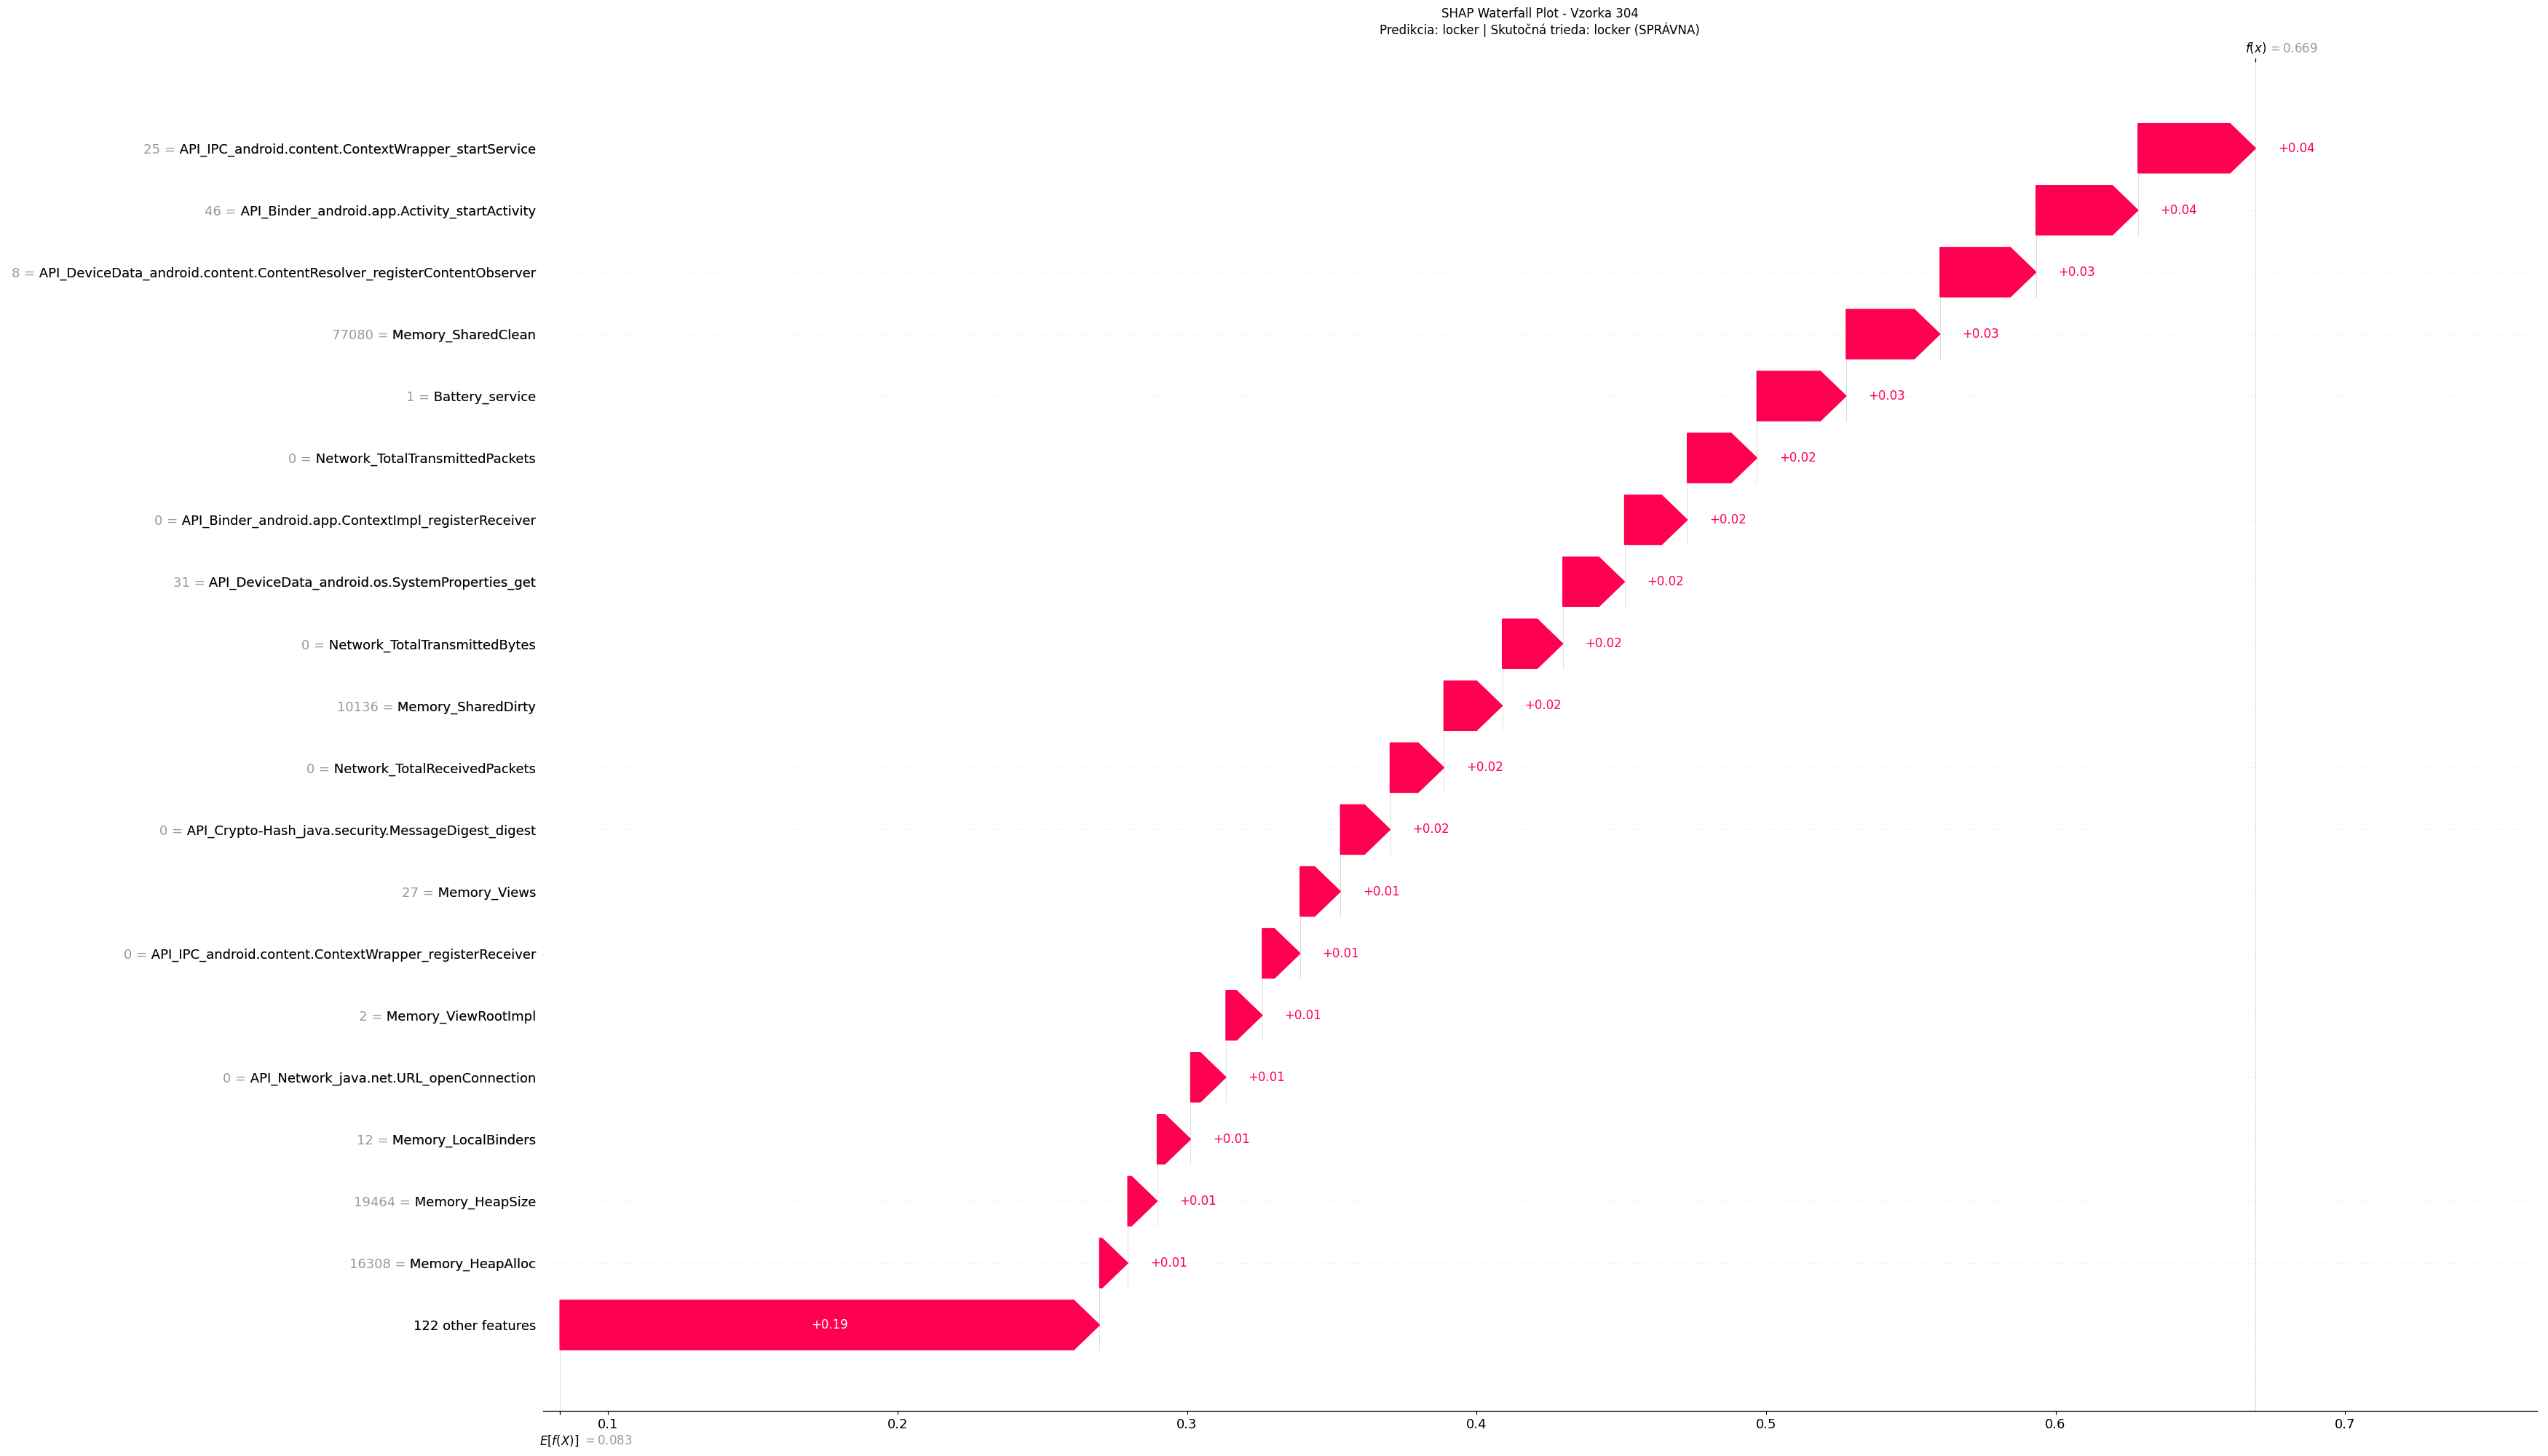 SHAP Waterfall Plot - Vzorka 304
Predikcia: locker | Skutočná trieda: locker (SPRÁVNA)
f(x) = 0.669
25 = API_IPC_android.content.ContextWrapper_startService
+0.04
46 = API_Binder_android.app.Activity_startActivity
+0.04
8 = API_DeviceData_android.content.ContentResolver_registerContentObserver
+0.03
77080 = Memory_SharedClean
+0.03
1 = Battery_service
+0.03
0 = Network_TotalTransmittedPackets
+0.02
0 = API_Binder_android.app.ContextImpl_registerReceiver
+0.02
31 = API_DeviceData_android.os.SystemProperties_get
+0.02
0 = Network_TotalTransmittedBytes
+0.02
10136 = Memory_SharedDirty
+0.02
0 = Network_TotalReceivedPackets
+0.02
0 = API_Crypto-Hash_java.security.MessageDigest_digest
+0.02
27 = Memory_Views
+0.01
0 = API_IPC_android.content.ContextWrapper_registerReceiver
+0.01
2 = Memory_ViewRootImpl
+0.01
0 = API_Network_java.net.URL_openConnection
+0.01
12 = Memory_LocalBinders
+0.01
19464 = Memory_HeapSize
+0.01
16308 = Memory_HeapAlloc
+0.01
122 other features
+0.19
0.1 0.2 0.3 0.4 0.5 0.6 0.7
E[f(X)] = 0.083